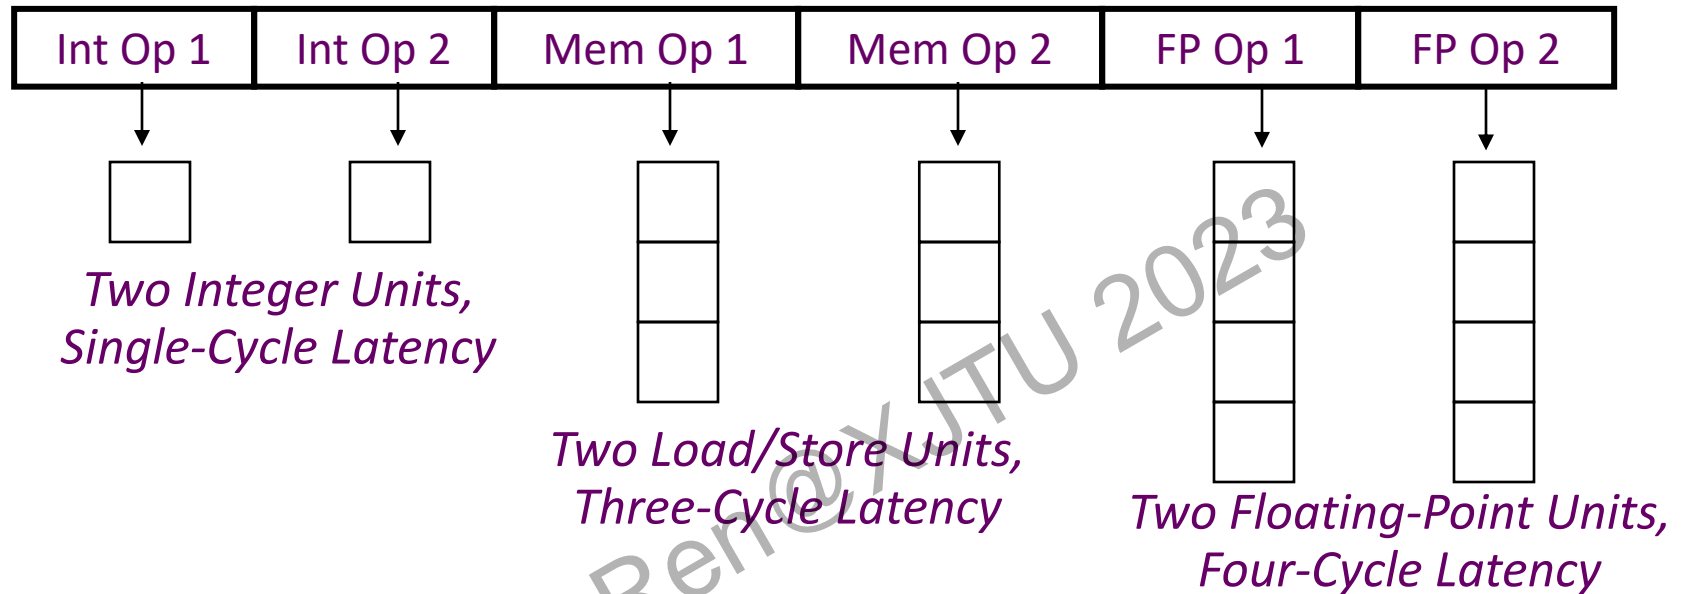 Int Op 1 Int Op 2 Mem Op 1 Mem Op 2 FP Op 1 FP Op 2
Two Integer Units,
Single-Cycle Latency
Two Load/Store Units,
Three-Cycle Latency
Two Floating-Point Units,
Four-Cycle Latency
Ren@XJTU 2023